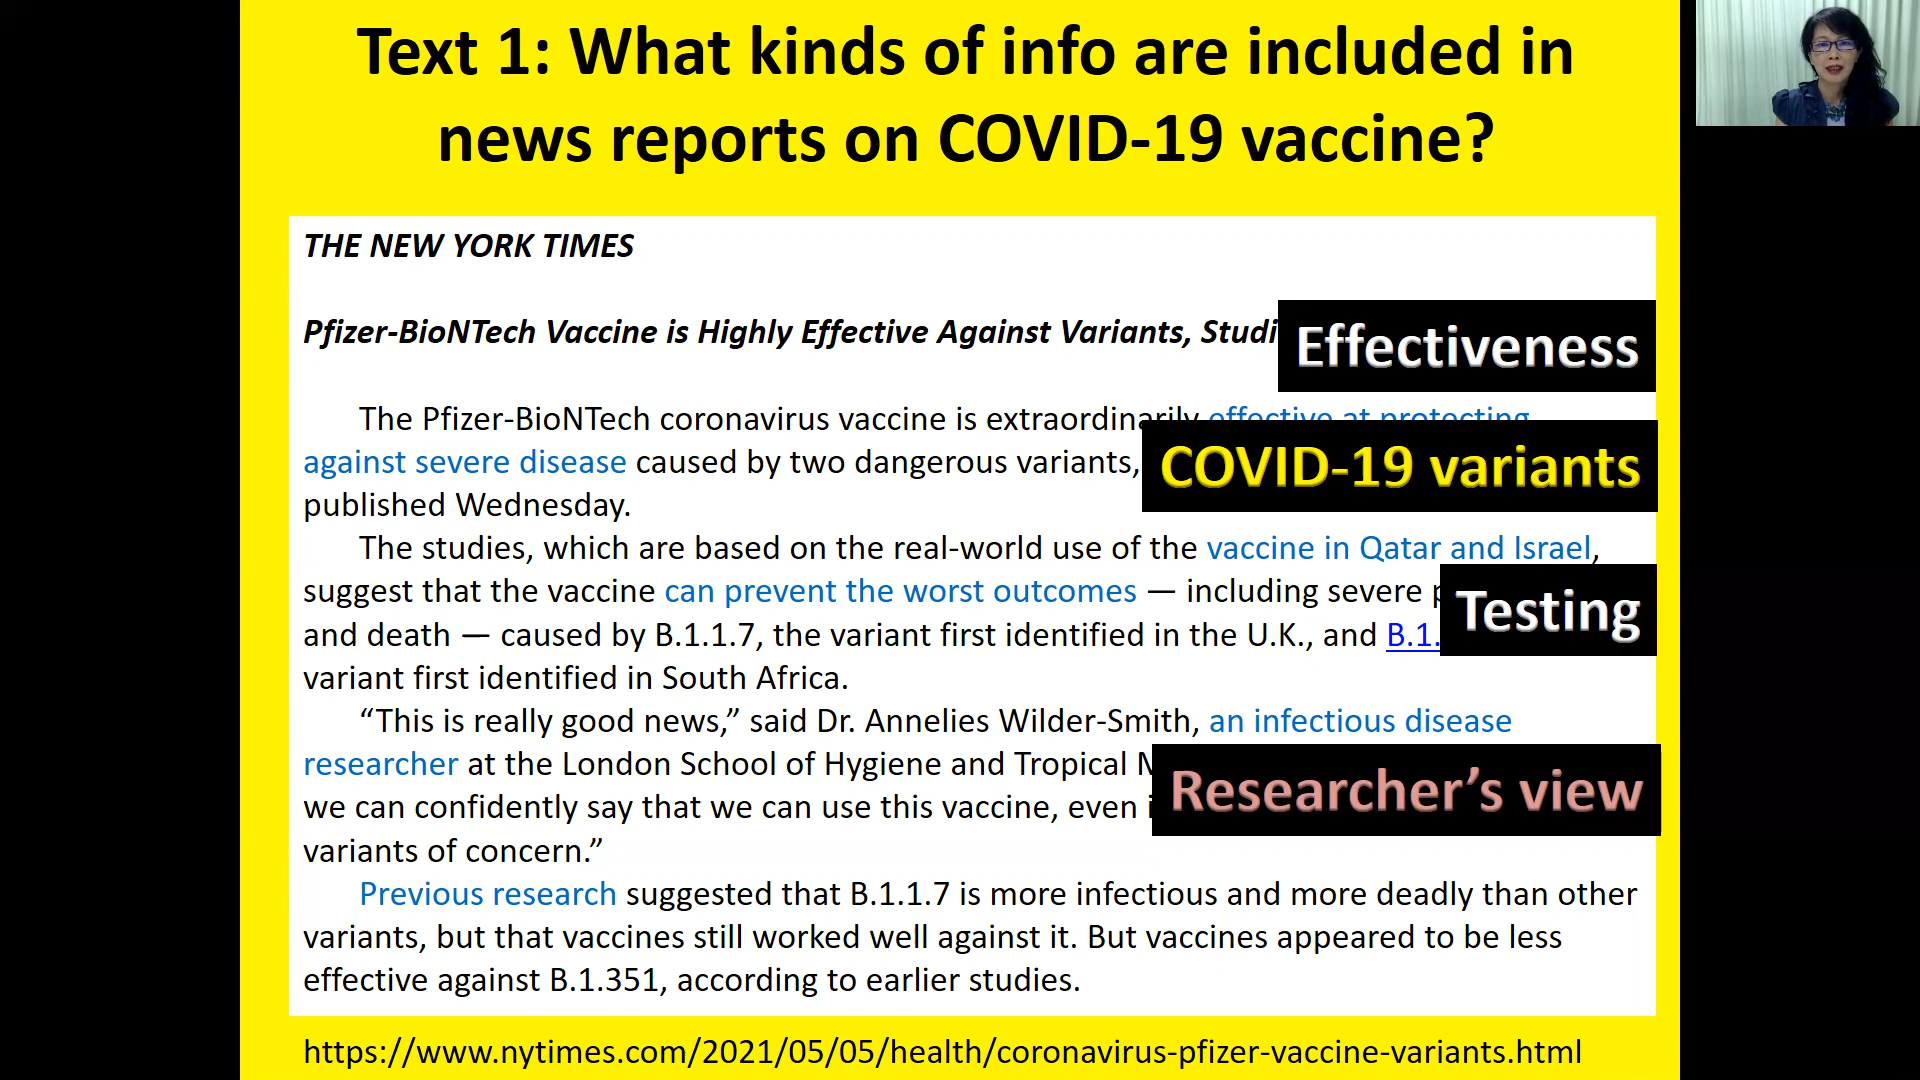 Text 1: What kinds of info are included in
news reports on COVID-19 vaccine?
THE NEW YORK TIMES
Pfizer-BioNTech Vaccine is Highly Effective Against Variants,
Effectiveness
The Pfizer-BioNTech coronavirus vaccine is extraordinarily effective at protecting
against severe disease caused by two dangerous variants,
COVID-19 variants
published Wednesday.
The studies, which are based on the real-world use of the vaccine in Qatar and Israel,
suggest that the vaccine can prevent the worst outcomes — including severe
Testing
and death — caused by B.1.1.7, the variant first identified in the U.K., and B.1.
variant first identified in South Africa.
“This is really good news,” said Dr. Annelies Wilder-Smith, an infectious disease
researcher at the London School of Hygiene and Tropical
Researcher’s view
we can confidently say that we can use this vaccine, even
variants of concern.”
Previous research suggested that B.1.1.7 is more infectious and more deadly than other
variants, but that vaccines still worked well against it. But vaccines appeared to be less
effective against B.1.351, according to earlier studies.
https://www.nytimes.com/2021/05/05/health/coronavirus-pfizer-vaccine-variants.html